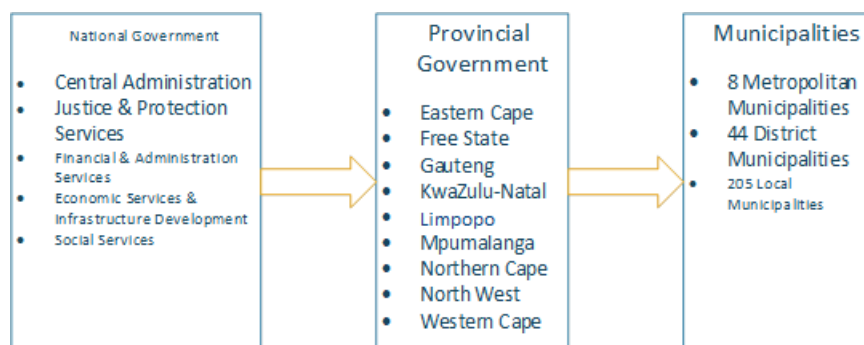 National Government
• Central Administration
• Justice & Protection
Services
• Financial & Administration
Services
• Economic Services &
Infrastructure Development
• Social Services
Provincial
Government
• Eastern Cape
• Free State
• Gauteng
• KwaZulu-Natal
• Limpopo
• Mpumalanga
• Northern Cape
• North West
• Western Cape
Municipalities
• 8 Metropolitan
Municipalities
• 44 District
Municipalities
• 205 Local
Municipalities